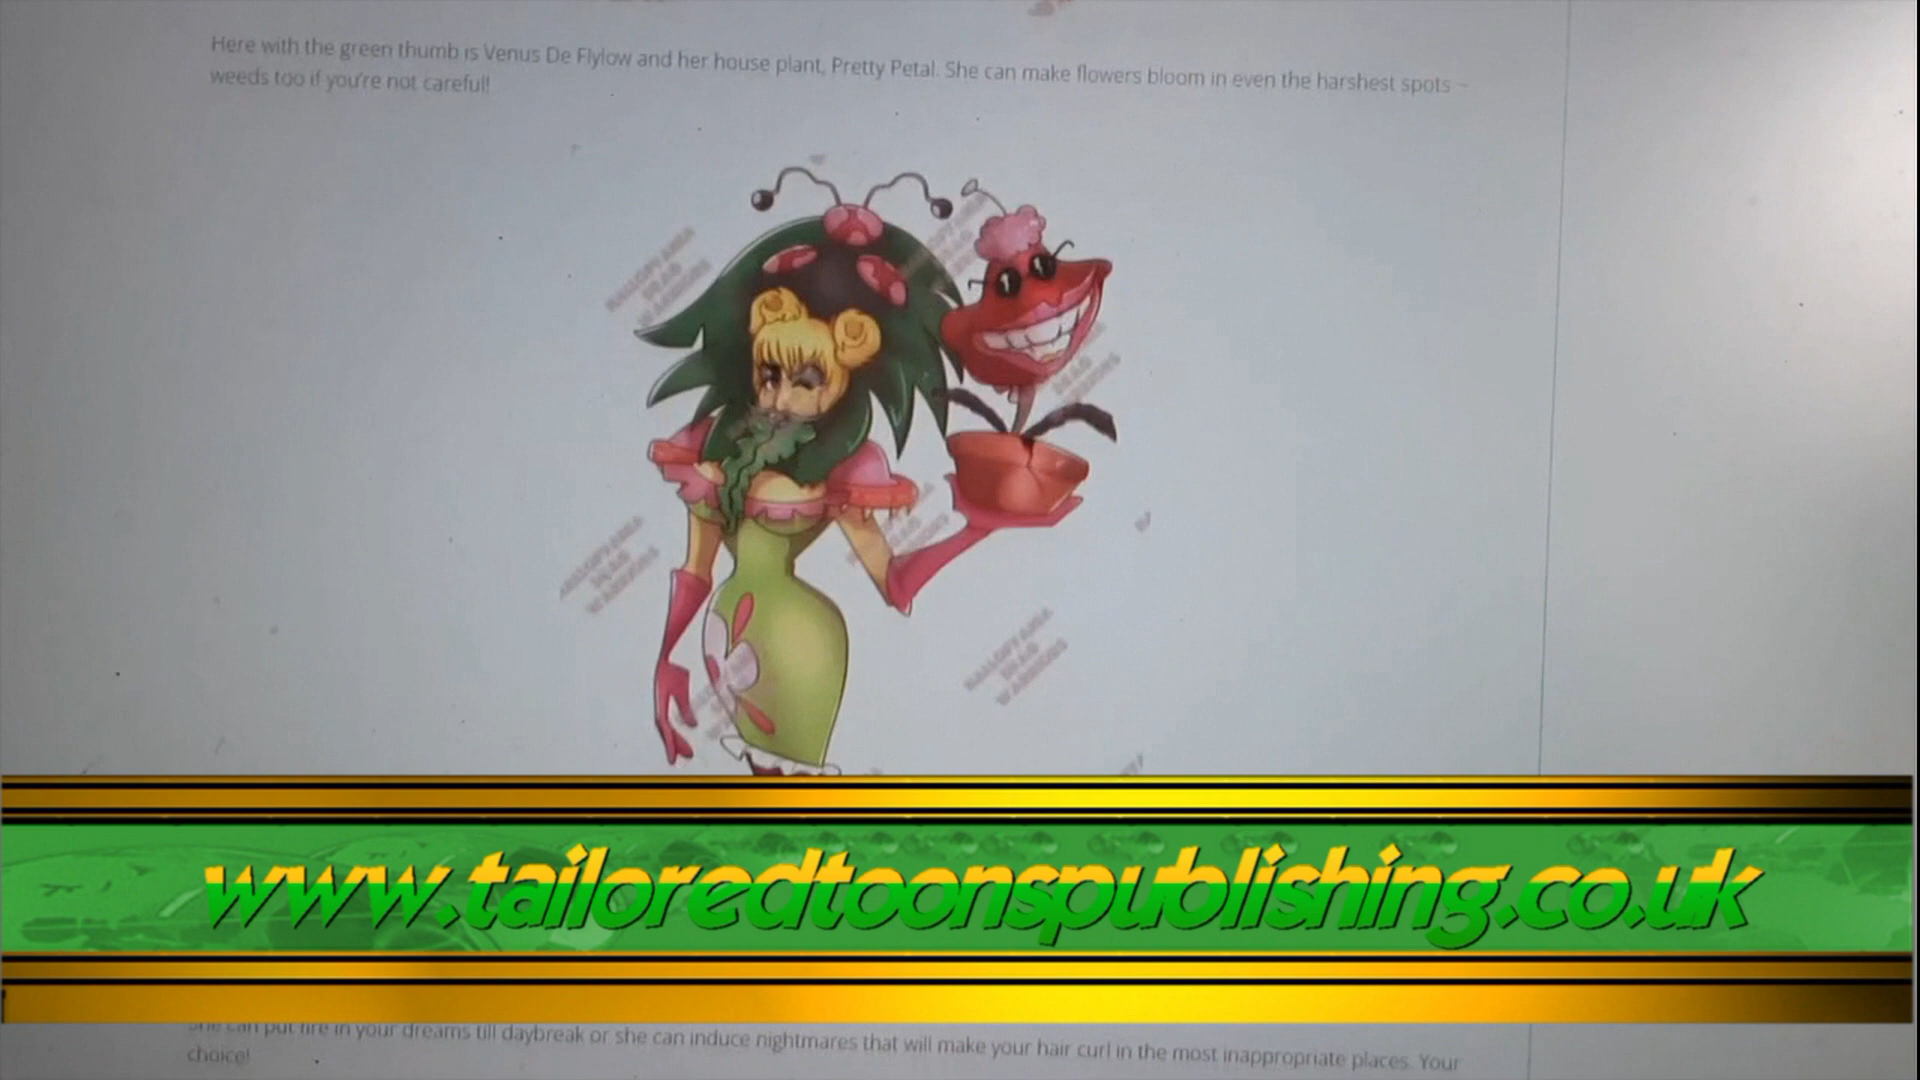 Here with the green thumb is Venus De Flylow and her house plant, Pretty Petal. She can make flowers bloom in even the harshest spots –
weeds too if you're not careful!
www.tailoredtoonspublishing.co.uk
She can put fire in your dreams till daybreak or she can induce nightmares that will make your hair curl in the most inappropriate places. Your
choice!